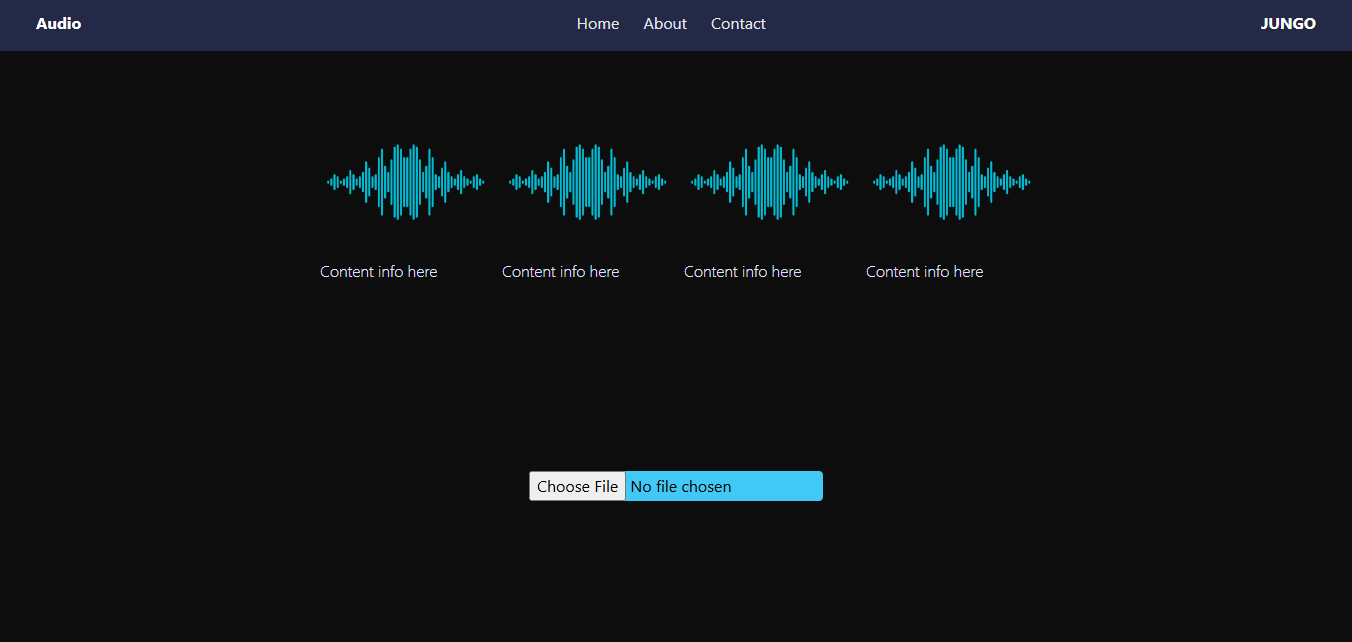 Audio Home About Contact JUNGO
Content info here Content info here Content info here Content info here
Choose File No file chosen